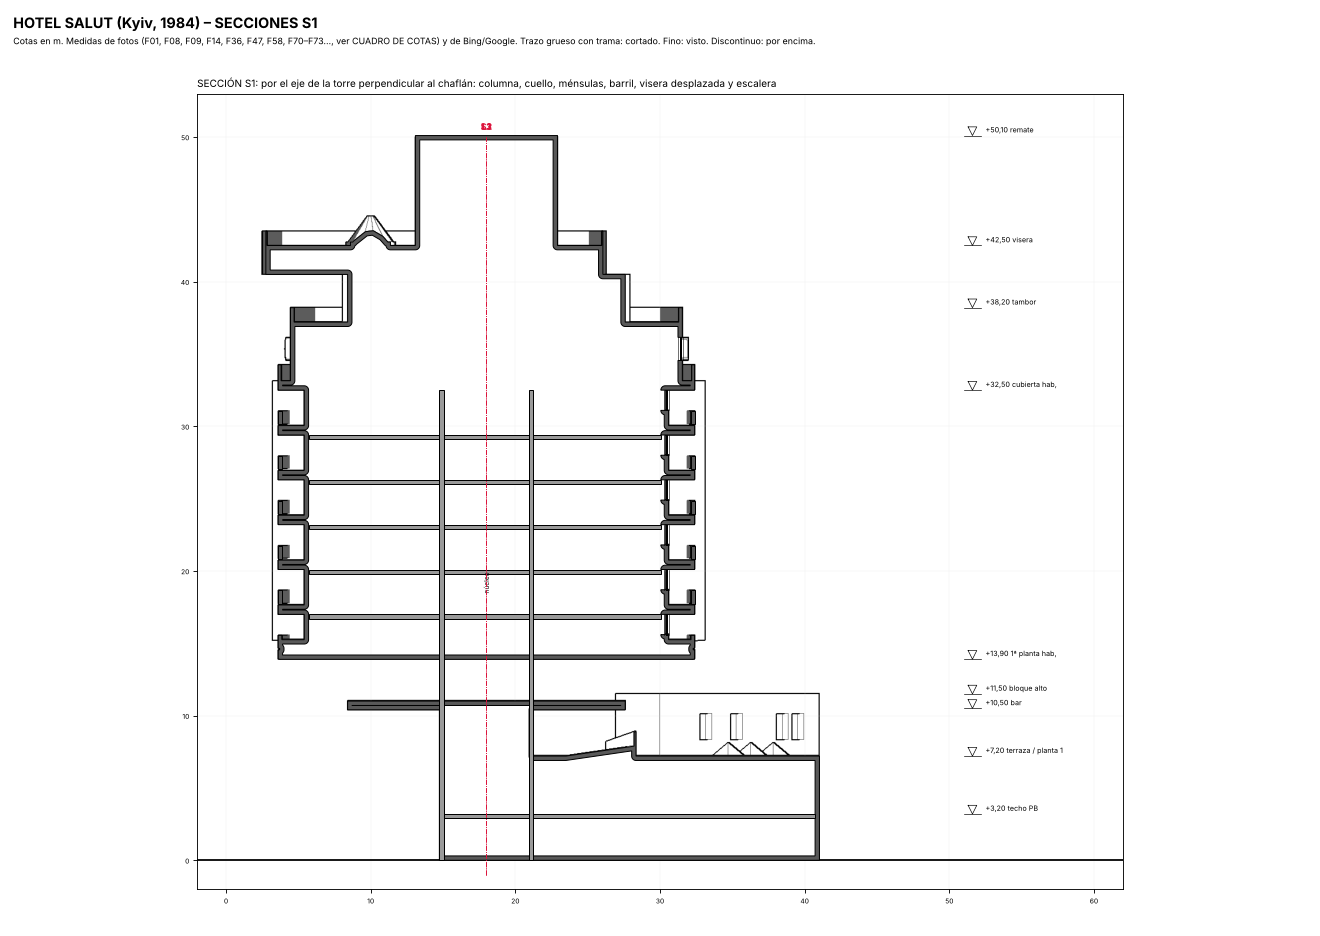 HOTEL SALUT (Kyiv, 1984) – SECCIONES S1
Cotas en m. Medidas de fotos (F01, F08, F09, F14, F36, F47, F58, F70–F73..., ver CUADRO DE COTAS) y de Bing/Google. Trazo grueso con trama: cortado. Fino: visto. Discontinuo: por encima.
SECCIÓN S1: por el eje de la torre perpendicular al chaflán: columna, cuello, ménsulas, barril, visera desplazada y escalera
50
+50,10 remate
+42,50 visera
40
+38,20 tambor
+32,50 cubierta hab,
30
20
núcleo
+13,90 1ª planta hab,
+11,50 bloque alto
+10,50 bar
10
+7,20 terraza / planta 1
+3,20 techo PB
0
0 10 20 30 40 50 60